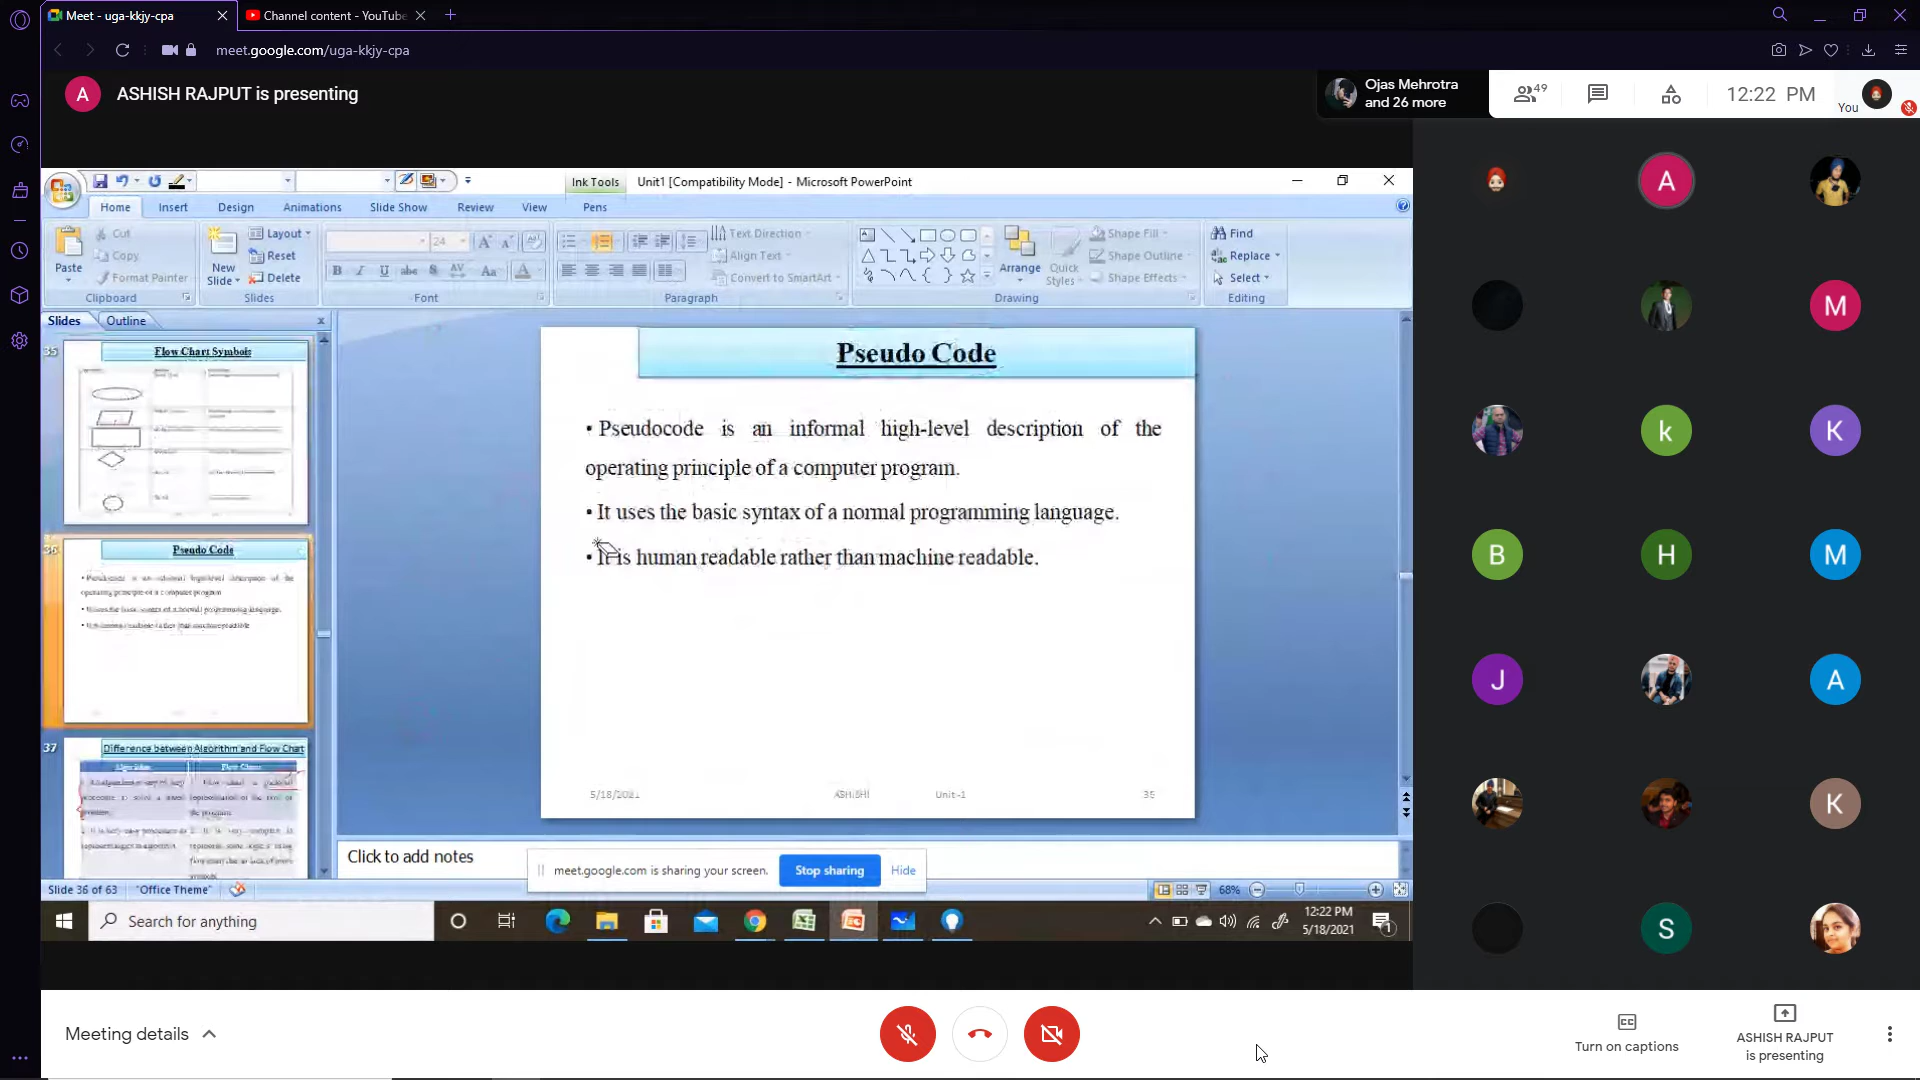 Meet - uga-kkjy-cpa
Channel content - YouTube
meet.google.com/uga-kkjy-cpa
A
ASHISH RAJPUT is presenting
Ojas Mehrotra
and 26 more
49
12:22 PM
You
Ink Tools
Unit1 [Compatibility Mode] - Microsoft PowerPoint
Home
Insert
Design
Animations
Slide Show
Review
View
Pens
Paste
Cut
Copy
Format Painter
Clipboard
New
Slide
Layout
Reset
Delete
Slides
24
Font
Text Direction
Align Text
Convert to SmartArt
Paragraph
Arrange
Quick
Styles
Shape Fill
Shape Outline
Shape Effects
Drawing
Find
Replace
Select
Editing
Slides
Outline
35
Flow Chart Symbols
36
Pseudo Code
37
Difference between Algorithm and Flow Chart
Pseudo Code
• Pseudocode is an informal high-level description of the
operating principle of a computer program.
• It uses the basic syntax of a normal programming language.
• It is human readable rather than machine readable.
5/18/2021
ASHISH
Unit-1
35
Click to add notes
meet.google.com is sharing your screen.
Stop sharing
Hide
Slide 36 of 63
"Office Theme"
68%
Search for anything
12:22 PM
5/18/2021
1
A
M
k
K
B
H
M
J
A
K
S
Meeting details
Turn on captions
ASHISH RAJPUT
is presenting